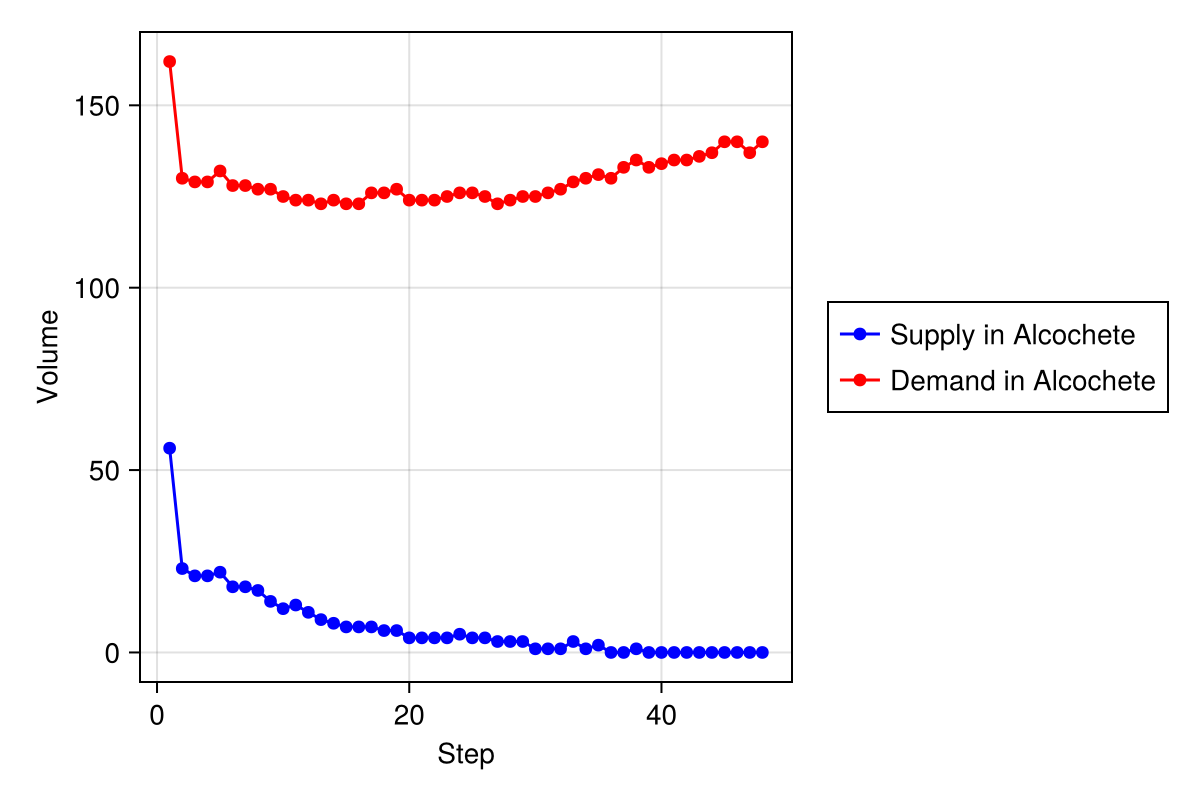 150
100
50
0
Volume
0 20 40
Step
Supply in Alcochete
Demand in Alcochete